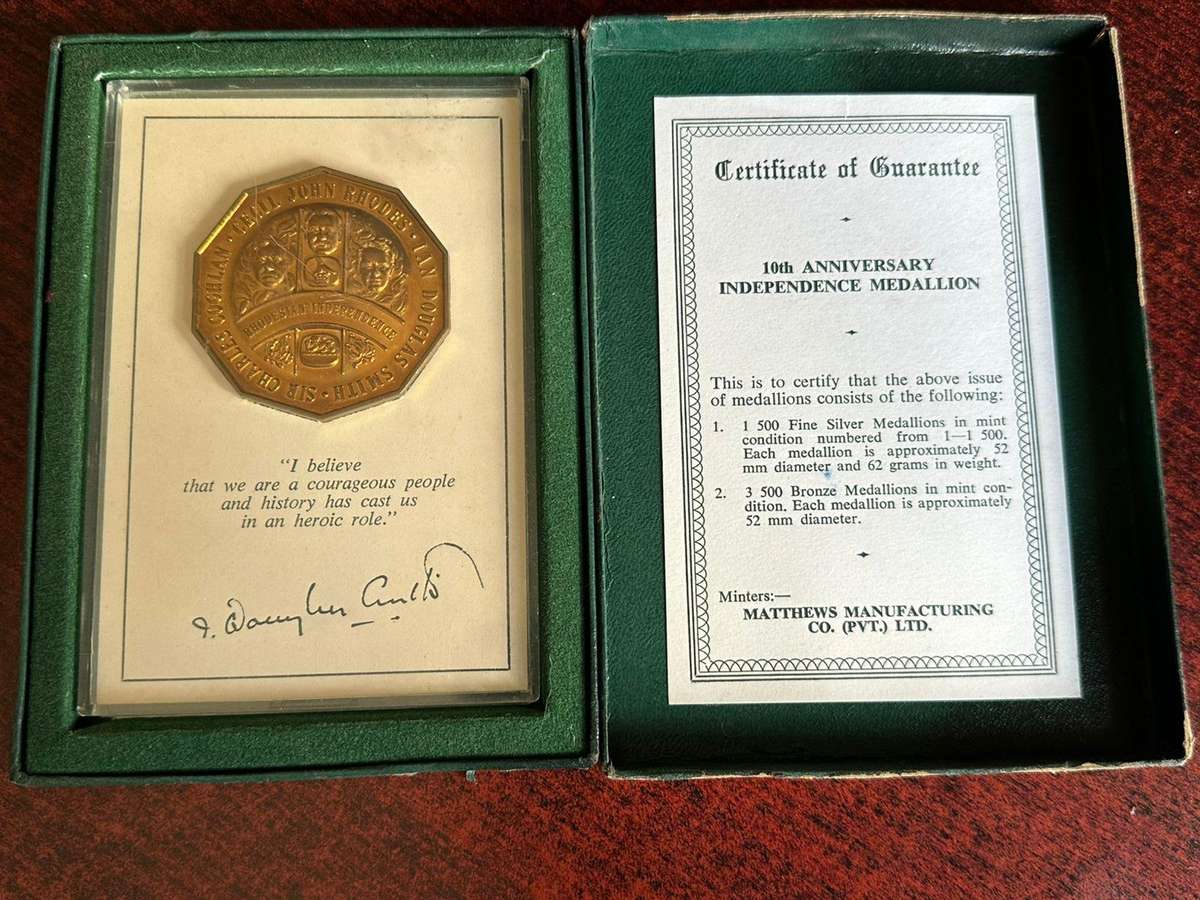 SIR CHARLES COGHLAN · CECIL JOHN RHODES · IAN DOUGLAS SMITH ·
RHODESIAN INDEPENDENCE
“I believe
that we are a courageous people
and history has cast us
in an heroic role.”
I. Douglas Smith
Certificate of Guarantee
10th ANNIVERSARY
INDEPENDENCE MEDALLION
This is to certify that the above issue
of medallions consists of the following:
1. 1 500 Fine Silver Medallions in mint
condition numbered from 1—1 500.
Each medallion is approximately 52
mm diameter and 62 grams in weight.
2. 3 500 Bronze Medallions in mint con-
dition. Each medallion is approximately
52 mm diameter.
Minters:—
MATTHEWS MANUFACTURING
CO. (PVT.) LTD.